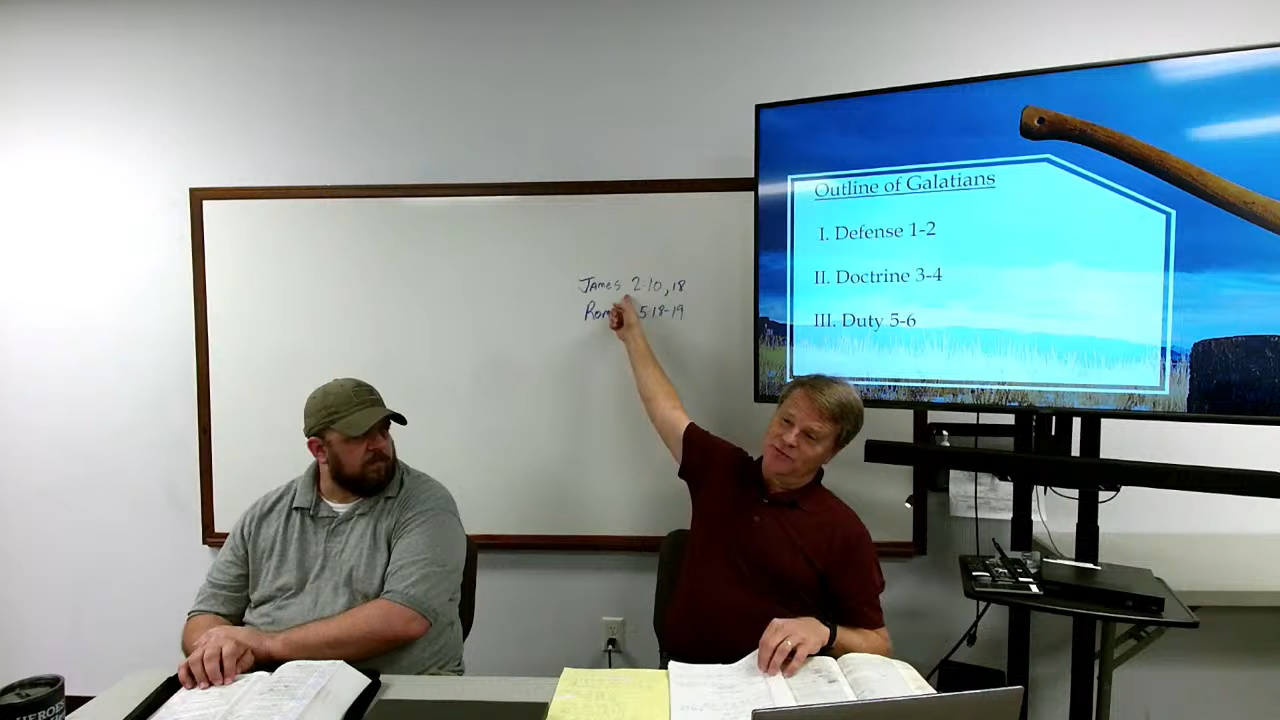 James 2:10,18
5:18-19
Outline of Galatians
I. Defense 1-2
II. Doctrine 3-4
III. Duty 5-6
HEROES